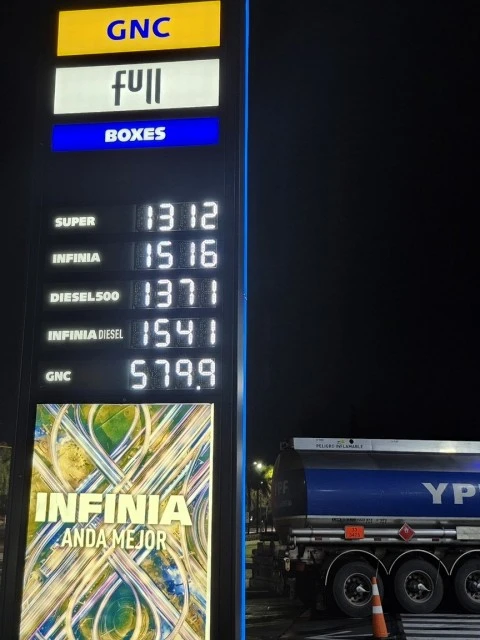 GNC
full
BOXES
SUPER 1312
INFINIA 1516
DIESEL500 1371
INFINIA DIESEL 1541
GNC 579.9
INFINIA
ANDA MEJOR
PELIGRO INFLAMABLE
YP